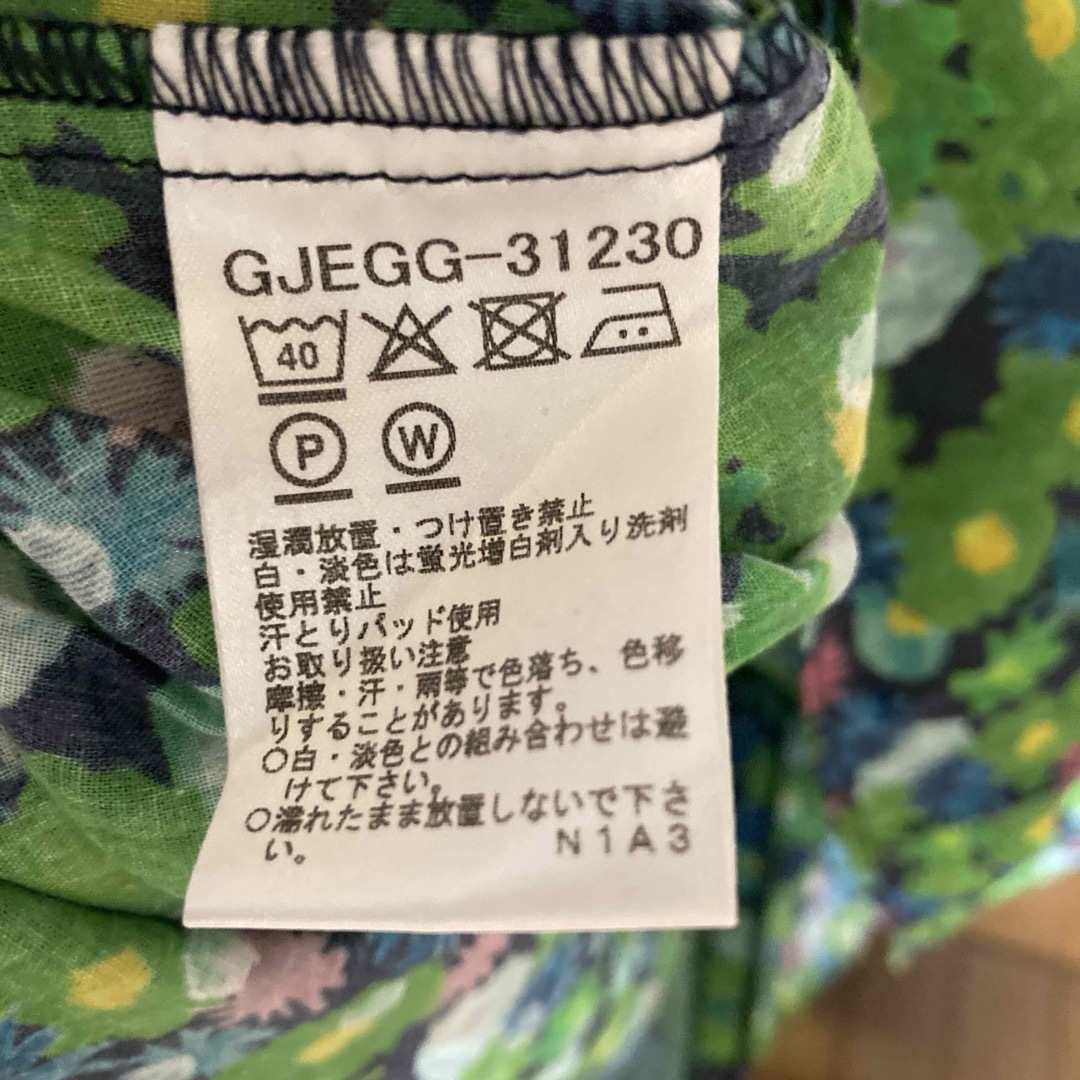 GJEGG-31230
40
P W
湿潤放置・つけ置き禁止
白・淡色は蛍光増白剤入り洗剤
使用禁止
汗とりパッド使用
お取り扱い注意
摩擦・汗・雨等で色落ち、色移
りすることがあります。
○白・淡色との組み合わせは避
けて下さい。
○濡れたまま放置しないで下さ
い。
N1A3